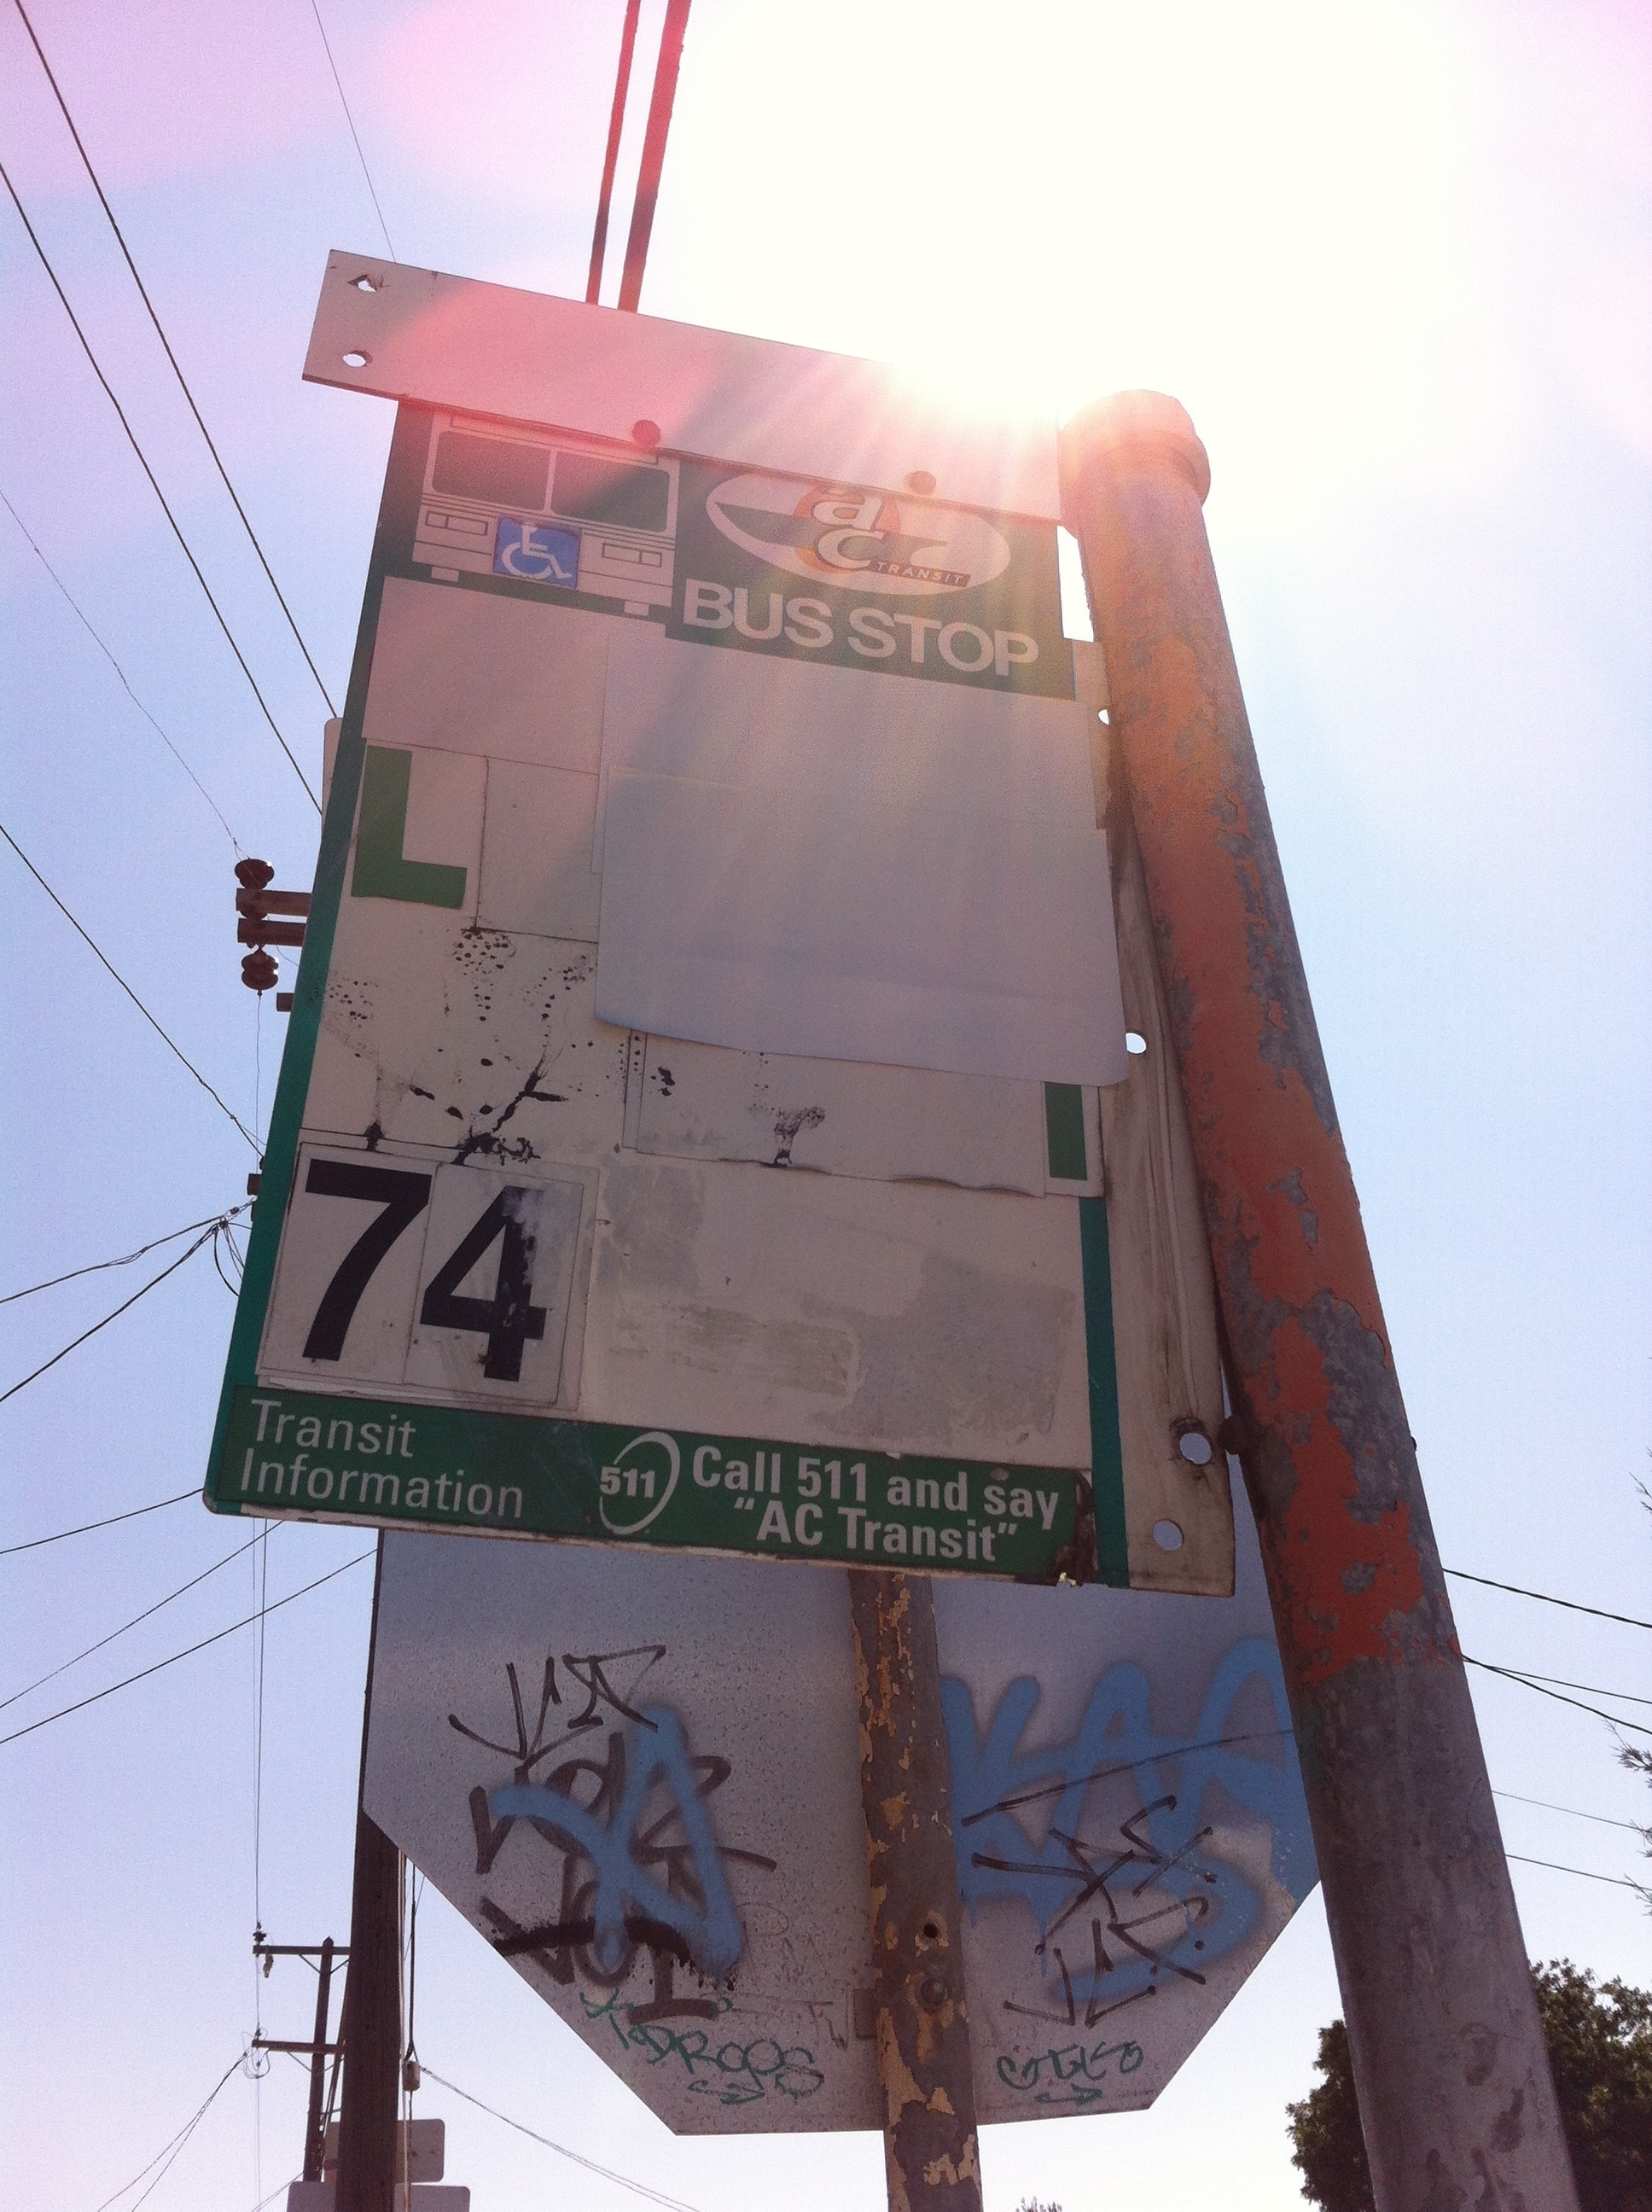 ac
TRANSIT
BUS STOP
L
74
Transit
Information
511
Call 511 and say
"AC Transit"